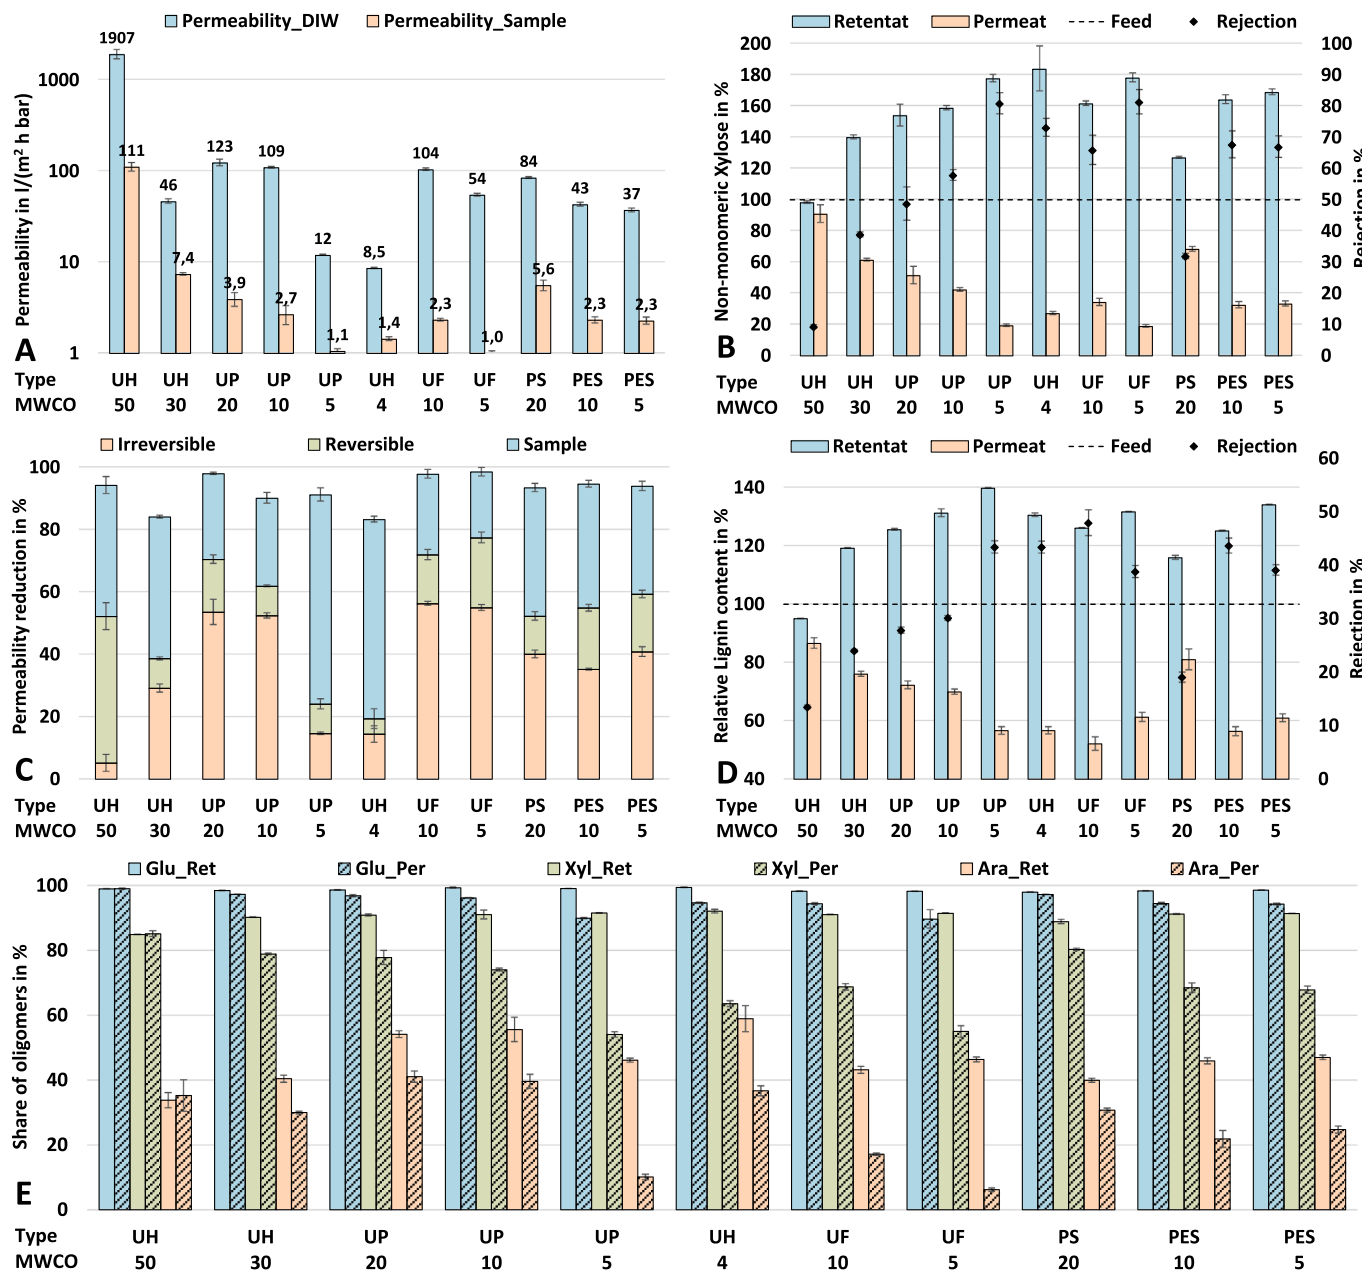 Permeability_DIW Permeability_Sample
Permeability in l/(m² h bar)
1000
100
10
1
1907 111 46 7,4 123 3,9 109 2,7 12 1,1 8,5 1,4 104 2,3 54 1,0 84 5,6 43 2,3 37 2,3
A
Type UH UH UP UP UP UH UF UF PS PES PES
MWCO 50 30 20 10 5 4 10 5 20 10 5
Retentat Permeat Feed Rejection
Non-monomeric Xylose in %
200
180
160
140
120
100
80
60
40
20
0
100
90
80
70
60
50
40
30
20
10
0
Rejection in %
B
Type UH UH UP UP UP UH UF UF PS PES PES
MWCO 50 30 20 10 5 4 10 5 20 10 5
Irreversible Reversible Sample
Permeability reduction in %
100
80
60
40
20
0
C
Type UH UH UP UP UP UH UF UF PS PES PES
MWCO 50 30 20 10 5 4 10 5 20 10 5
Retentat Permeat Feed Rejection
Relative Lignin content in %
140
120
100
80
60
40
60
50
40
30
20
10
0
Rejection in %
D
Type UH UH UP UP UP UH UF UF PS PES PES
MWCO 50 30 20 10 5 4 10 5 20 10 5
Glu_Ret Glu_Per Xyl_Ret Xyl_Per Ara_Ret Ara_Per
Share of oligomers in %
100
80
60
40
20
0
E
Type UH UH UP UP UP UH UF UF PS PES PES
MWCO 50 30 20 10 5 4 10 5 20 10 5